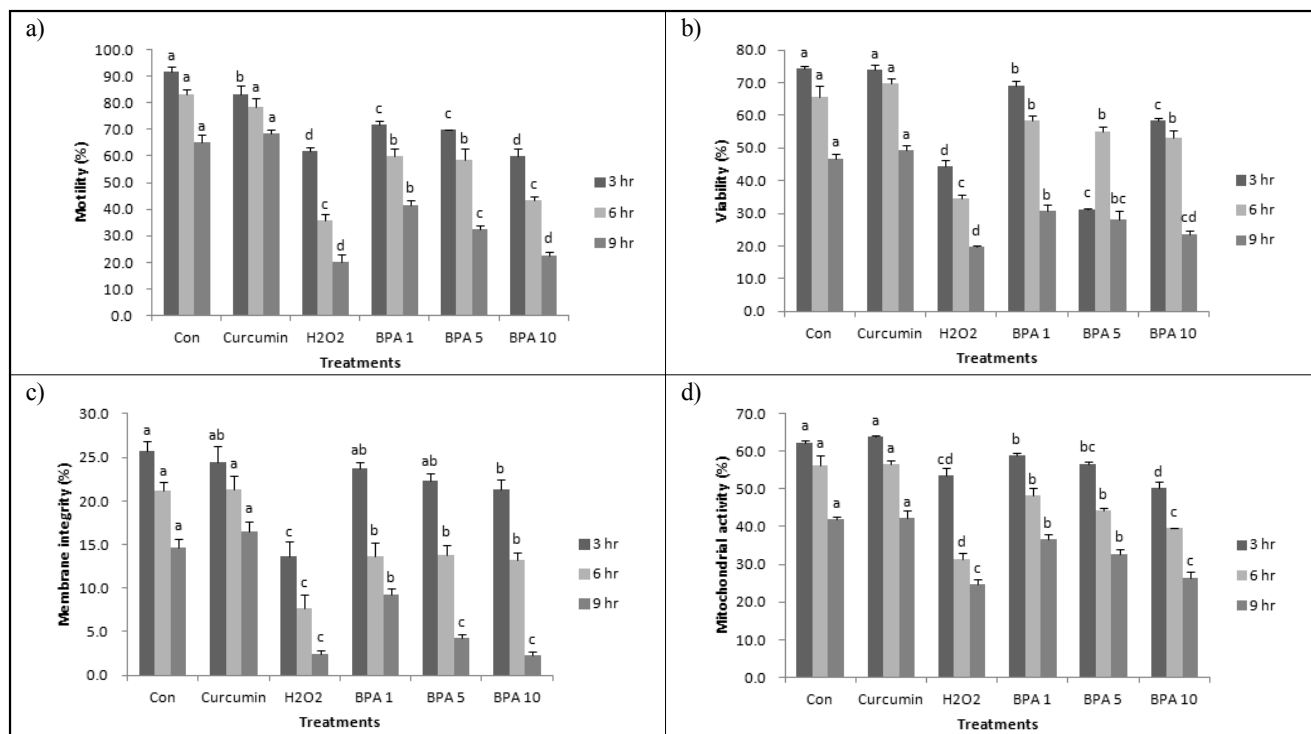 a)
100.0
90.0
80.0
70.0
60.0
50.0
40.0
30.0
20.0
10.0
0.0
Motility (%)
a a a
b a a
d c d
c b b
c b c
d c d
Con Curcumin H2O2 BPA 1 BPA 5 BPA 10
Treatments
3 hr
6 hr
9 hr
b)
80.0
70.0
60.0
50.0
40.0
30.0
20.0
10.0
0.0
Viability (%)
a a a
a a a
d c d
b b b
c b bc
c b cd
Con Curcumin H2O2 BPA 1 BPA 5 BPA 10
Treatments
3 hr
6 hr
9 hr
c)
30.0
25.0
20.0
15.0
10.0
5.0
0.0
Membrane integrity (%)
a a a
ab a a
c c c
ab b b
ab b c
b b c
Con Curcumin H2O2 BPA 1 BPA 5 BPA 10
Treatments
3 hr
6 hr
9 hr
d)
70.0
60.0
50.0
40.0
30.0
20.0
10.0
0.0
Mitochondrial activity (%)
a a a
a a a
cd d c
b b b
bc b b
d c c
Con Curcumin H2O2 BPA 1 BPA 5 BPA 10
Treatments
3 hr
6 hr
9 hr